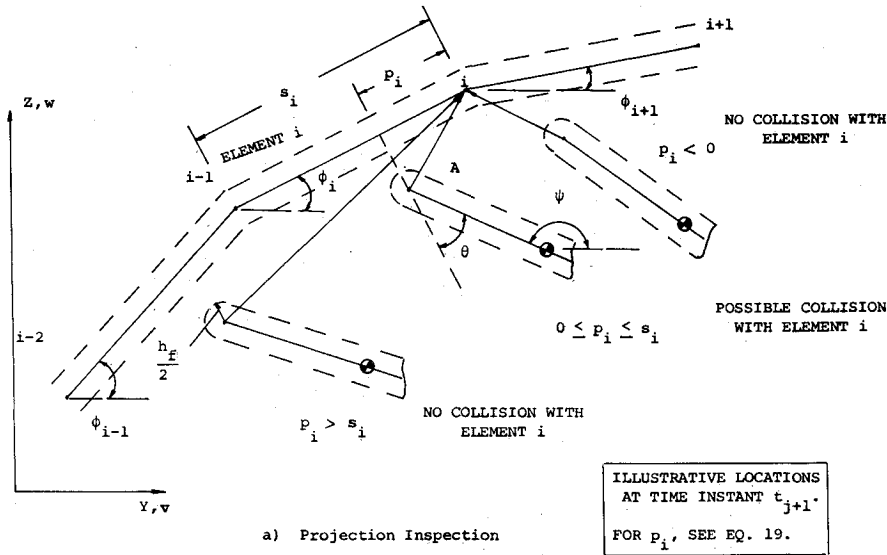 i+1
p_i
i
s_i
Z,w
ϕ_{i+1}
NO COLLISION WITH
ELEMENT i
p_i < 0
ELEMENT i
i-1
ϕ_i
A
ψ
θ
POSSIBLE COLLISION
WITH ELEMENT i
0 ≤ p_i ≤ s_i
i-2
h_f
2
NO COLLISION WITH
ELEMENT i
p_i > s_i
ϕ_{i-1}
ILLUSTRATIVE LOCATIONS
AT TIME INSTANT t_{j+1}.
FOR p_i, SEE EQ. 19.
Y,v
a) Projection Inspection